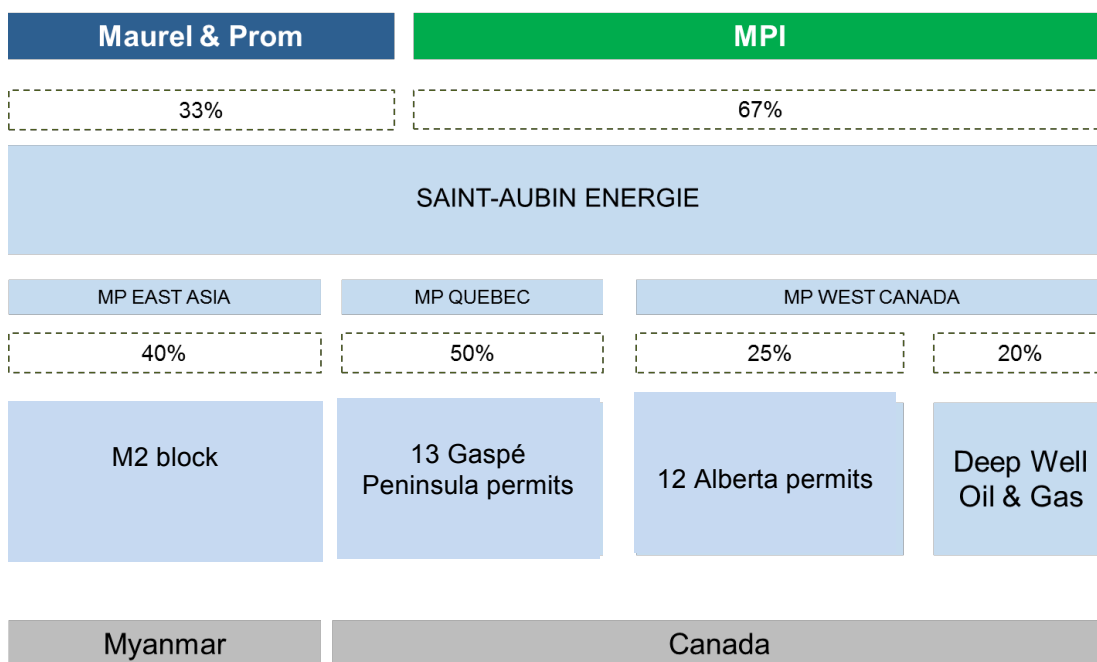 Maurel & Prom
MPI
33%
67%
SAINT-AUBIN ENERGIE
MP EAST ASIA
MP QUEBEC
MP WEST CANADA
40%
50%
25%
20%
M2 block
13 Gaspé
Peninsula permits
12 Alberta permits
Deep Well
Oil & Gas
Myanmar
Canada